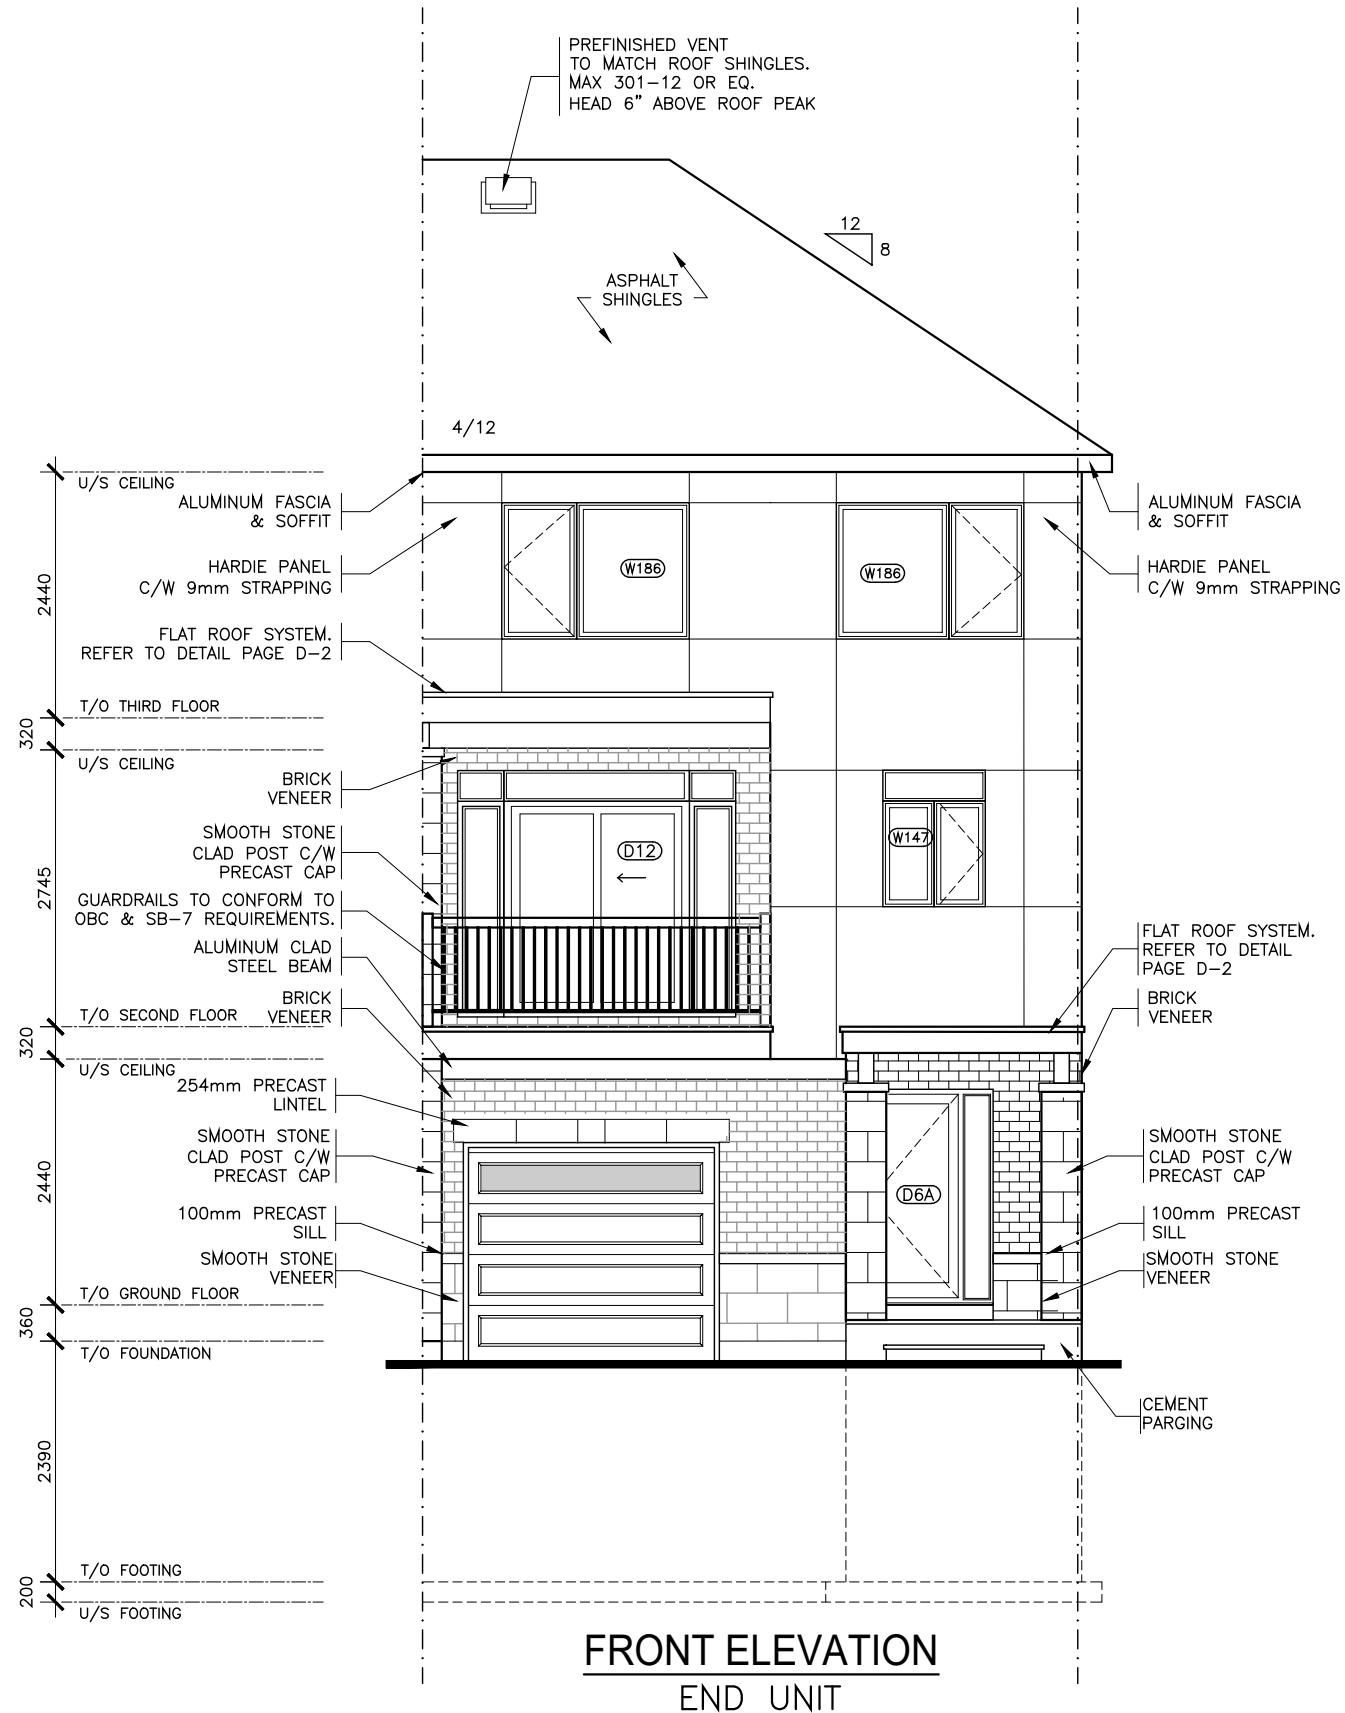 PREFINISHED VENT
TO MATCH ROOF SHINGLES.
MAX 301-12 OR EQ.
HEAD 6" ABOVE ROOF PEAK
12
8
ASPHALT
SHINGLES
4/12
U/S CEILING
ALUMINUM FASCIA
& SOFFIT
HARDIE PANEL
C/W 9mm STRAPPING
2440
FLAT ROOF SYSTEM.
REFER TO DETAIL PAGE D-2
T/O THIRD FLOOR
320
U/S CEILING
BRICK
VENEER
SMOOTH STONE
CLAD POST C/W
PRECAST CAP
2745
GUARDRAILS TO CONFORM TO
OBC & SB-7 REQUIREMENTS.
ALUMINUM CLAD
STEEL BEAM
BRICK
VENEER
T/O SECOND FLOOR
320
U/S CEILING
254mm PRECAST
LINTEL
SMOOTH STONE
CLAD POST C/W
PRECAST CAP
2440
100mm PRECAST
SILL
SMOOTH STONE
VENEER
T/O GROUND FLOOR
360
T/O FOUNDATION
2390
T/O FOOTING
200
U/S FOOTING
W186
W186
D12
W147
D6A
ALUMINUM FASCIA
& SOFFIT
HARDIE PANEL
C/W 9mm STRAPPING
FLAT ROOF SYSTEM.
REFER TO DETAIL
PAGE D-2
BRICK
VENEER
SMOOTH STONE
CLAD POST C/W
PRECAST CAP
100mm PRECAST
SILL
SMOOTH STONE
VENEER
CEMENT
PARGING
FRONT ELEVATION
END UNIT